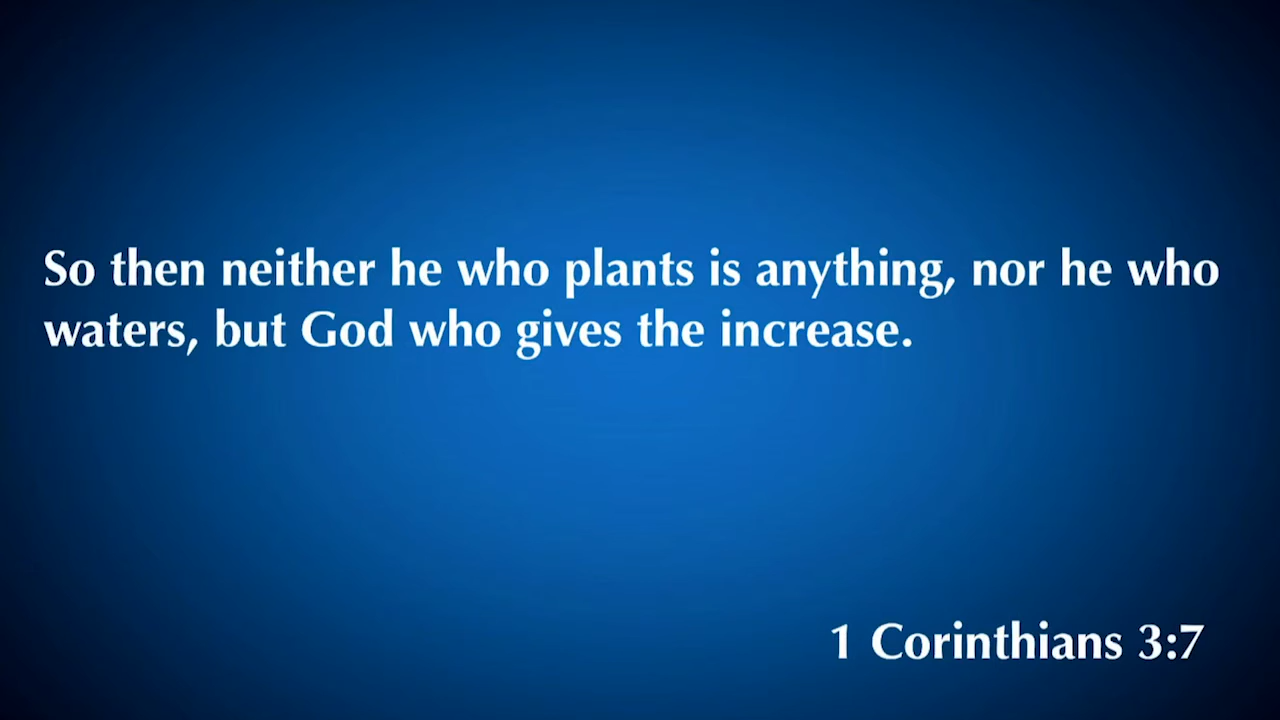 So then neither he who plants is anything, nor he who
waters, but God who gives the increase.
1 Corinthians 3:7